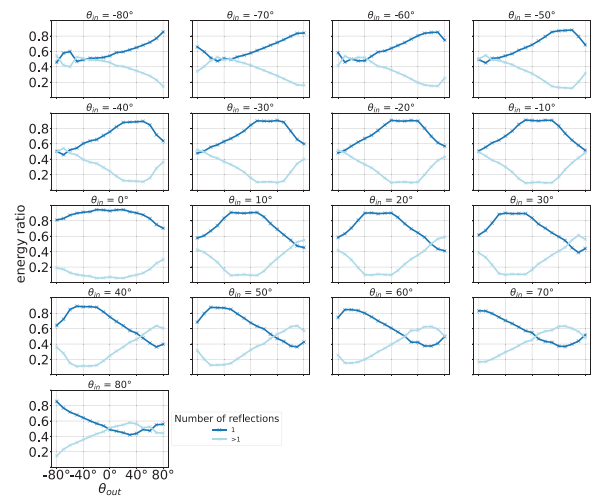 θin = -80°
θin = -70°
θin = -60°
θin = -50°
0.8
0.6
0.4
0.2
θin = -40°
θin = -30°
θin = -20°
θin = -10°
0.8
0.6
0.4
0.2
θin = 0°
θin = 10°
θin = 20°
θin = 30°
0.8
0.6
0.4
0.2
energy ratio
θin = 40°
θin = 50°
θin = 60°
θin = 70°
0.8
0.6
0.4
0.2
θin = 80°
0.8
0.6
0.4
0.2
Number of reflections
1
>1
-80° -40° 0° 40° 80°
θout